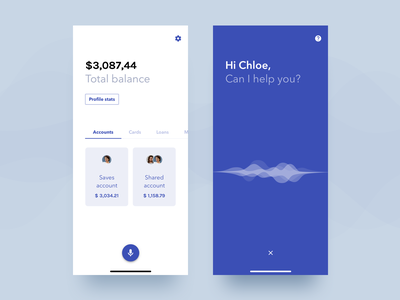 $3,087,44
Total balance
Profile stats
Accounts Cards Loans M
Saves account
$ 3,034.21
Shared account
$ 1,158.79
Hi Chloe,
Can I help you?
?